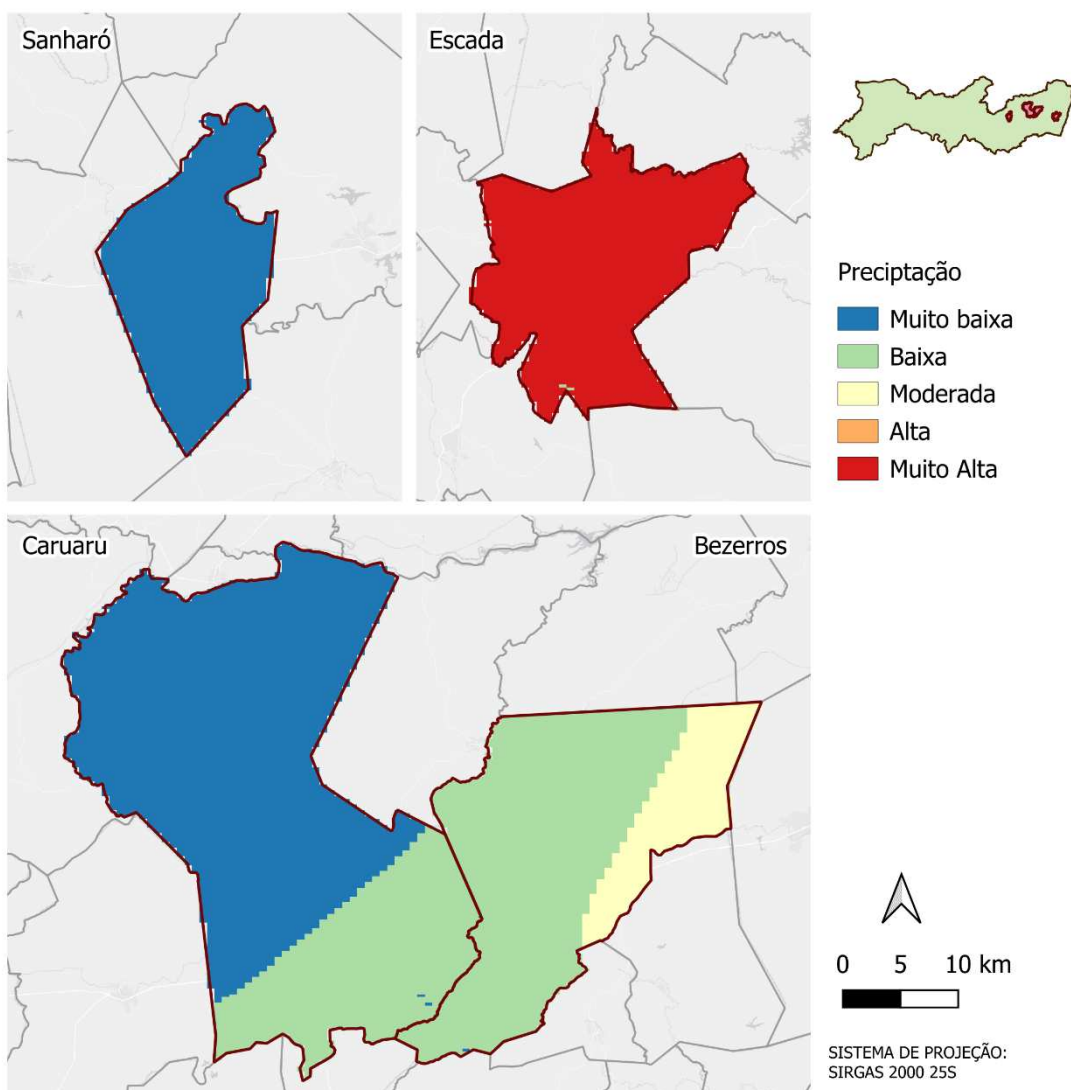 Sanharó
Escada
Preciptação
Muito baixa
Baixa
Moderada
Alta
Muito Alta
Caruaru
Bezerros
0 5 10 km
SISTEMA DE PROJEÇÃO:
SIRGAS 2000 25S